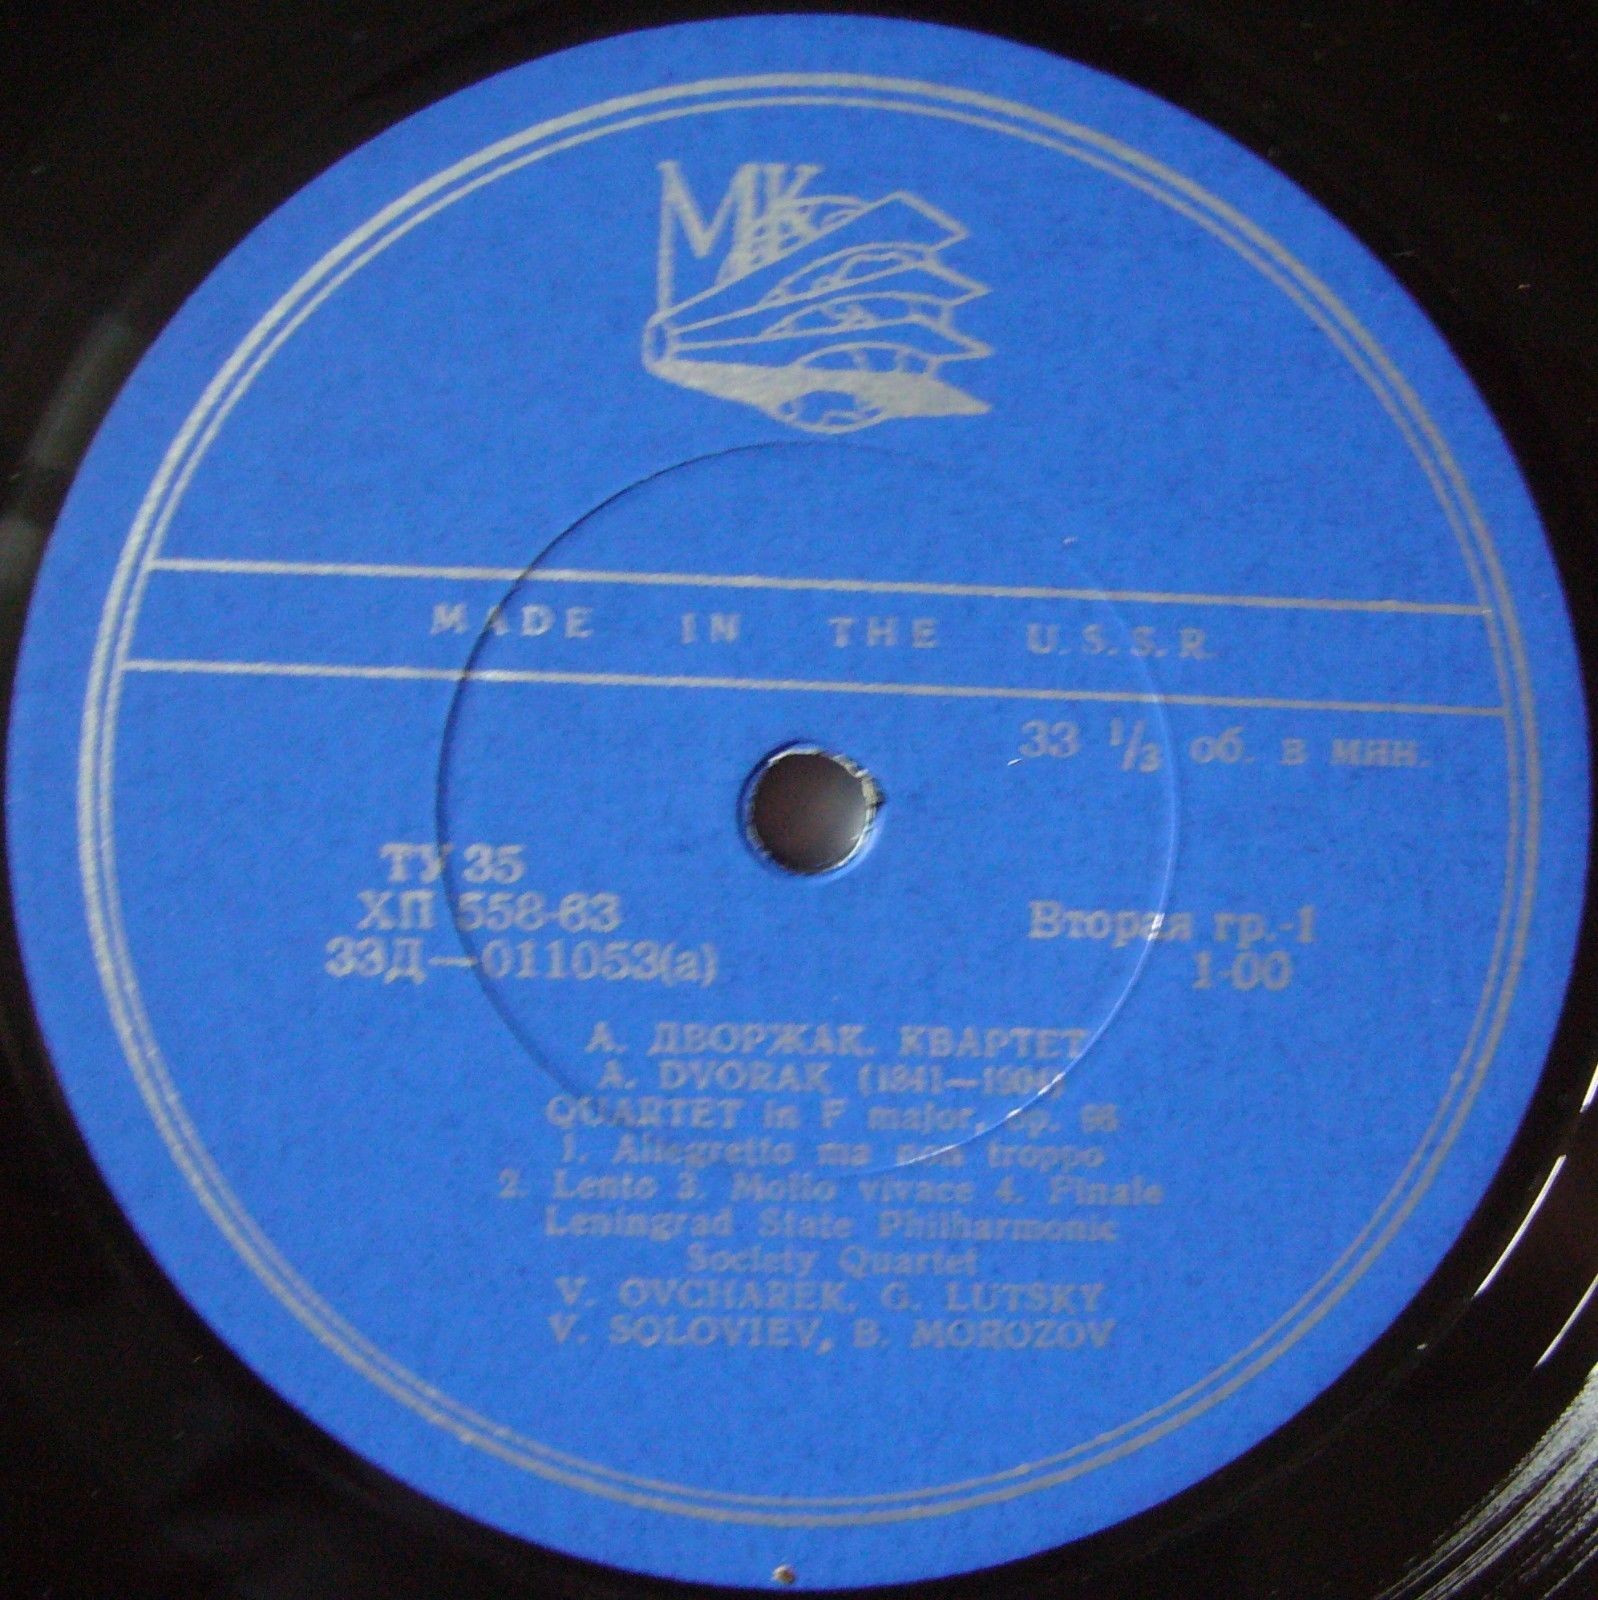 МК
MADE IN THE U.S.S.R.
33 1/3 об. в мин.
ТУ 35
ХП 558-63
33Д—011053(а)
Вторая гр.-1
1-00
А. ДВОРЖАК. КВАРТЕТ
A. DVORAK (1841—1904)
QUARTET in F major, op. 96
1. Allegretto ma non troppo
2. Lento 3. Molto vivace 4. Finale
Leningrad State Philharmonic
Society Quartet
V. OVCHAREK, G. LUTSKY
V. SOLOVIEV, B. MOROZOV